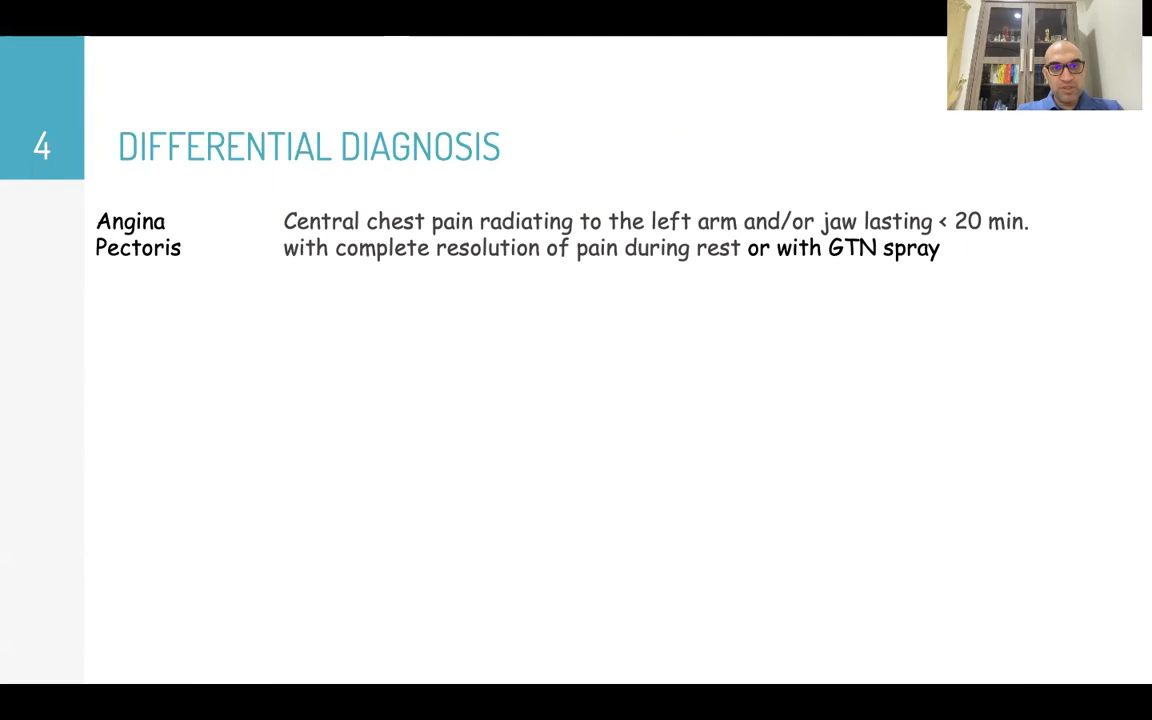 4
DIFFERENTIAL DIAGNOSIS
Angina
Pectoris
Central chest pain radiating to the left arm and/or jaw lasting < 20 min.
with complete resolution of pain during rest or with GTN spray